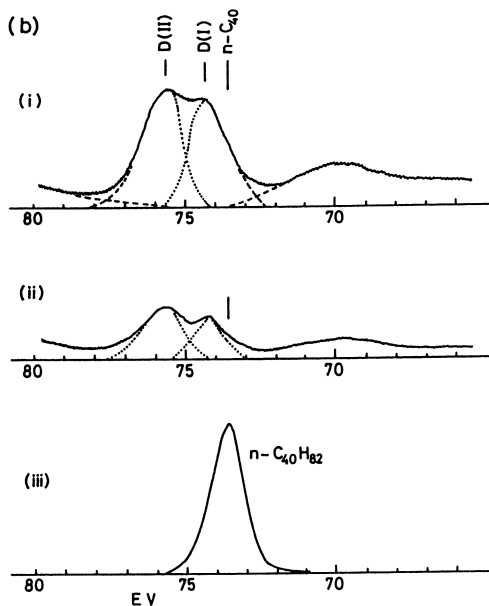 (b)
D(II)
D(I)
n-C₄₀
(i)
80 75 70
(ii)
80 75 70
n-C₄₀H₈₂
(iii)
80 75 70
EV